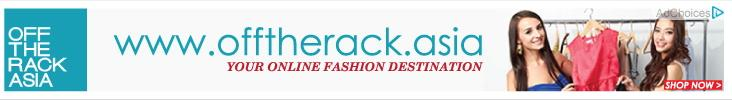 OFF
THE
RACK
ASIA
www.offtherack.asia
YOUR ONLINE FASHION DESTINATION
AdChoices
SHOP NOW >